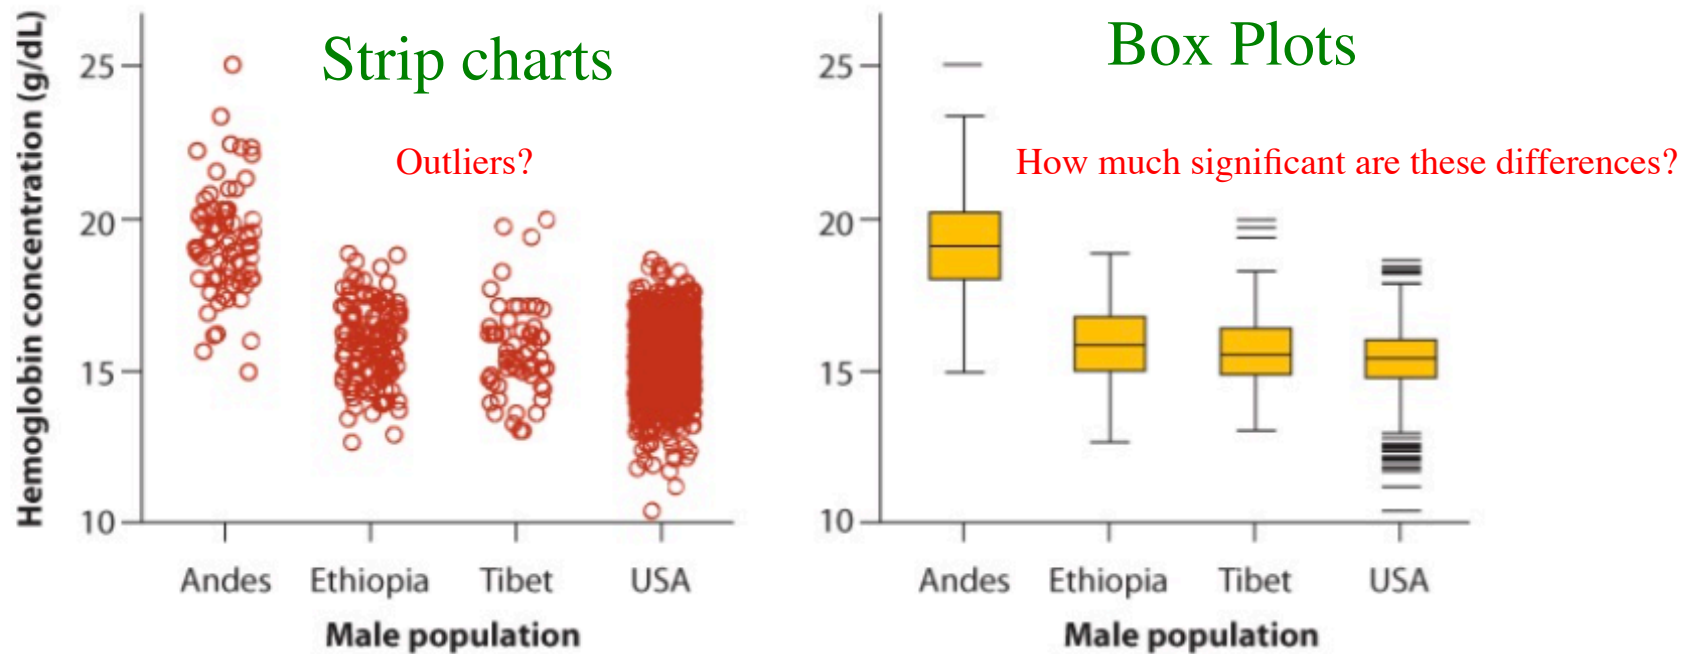 Strip charts
Outliers?
Hemoglobin concentration (g/dL)
25
20
15
10
Andes Ethiopia Tibet USA
Male population
Box Plots
How much significant are these differences?
25
20
15
10
Andes Ethiopia Tibet USA
Male population